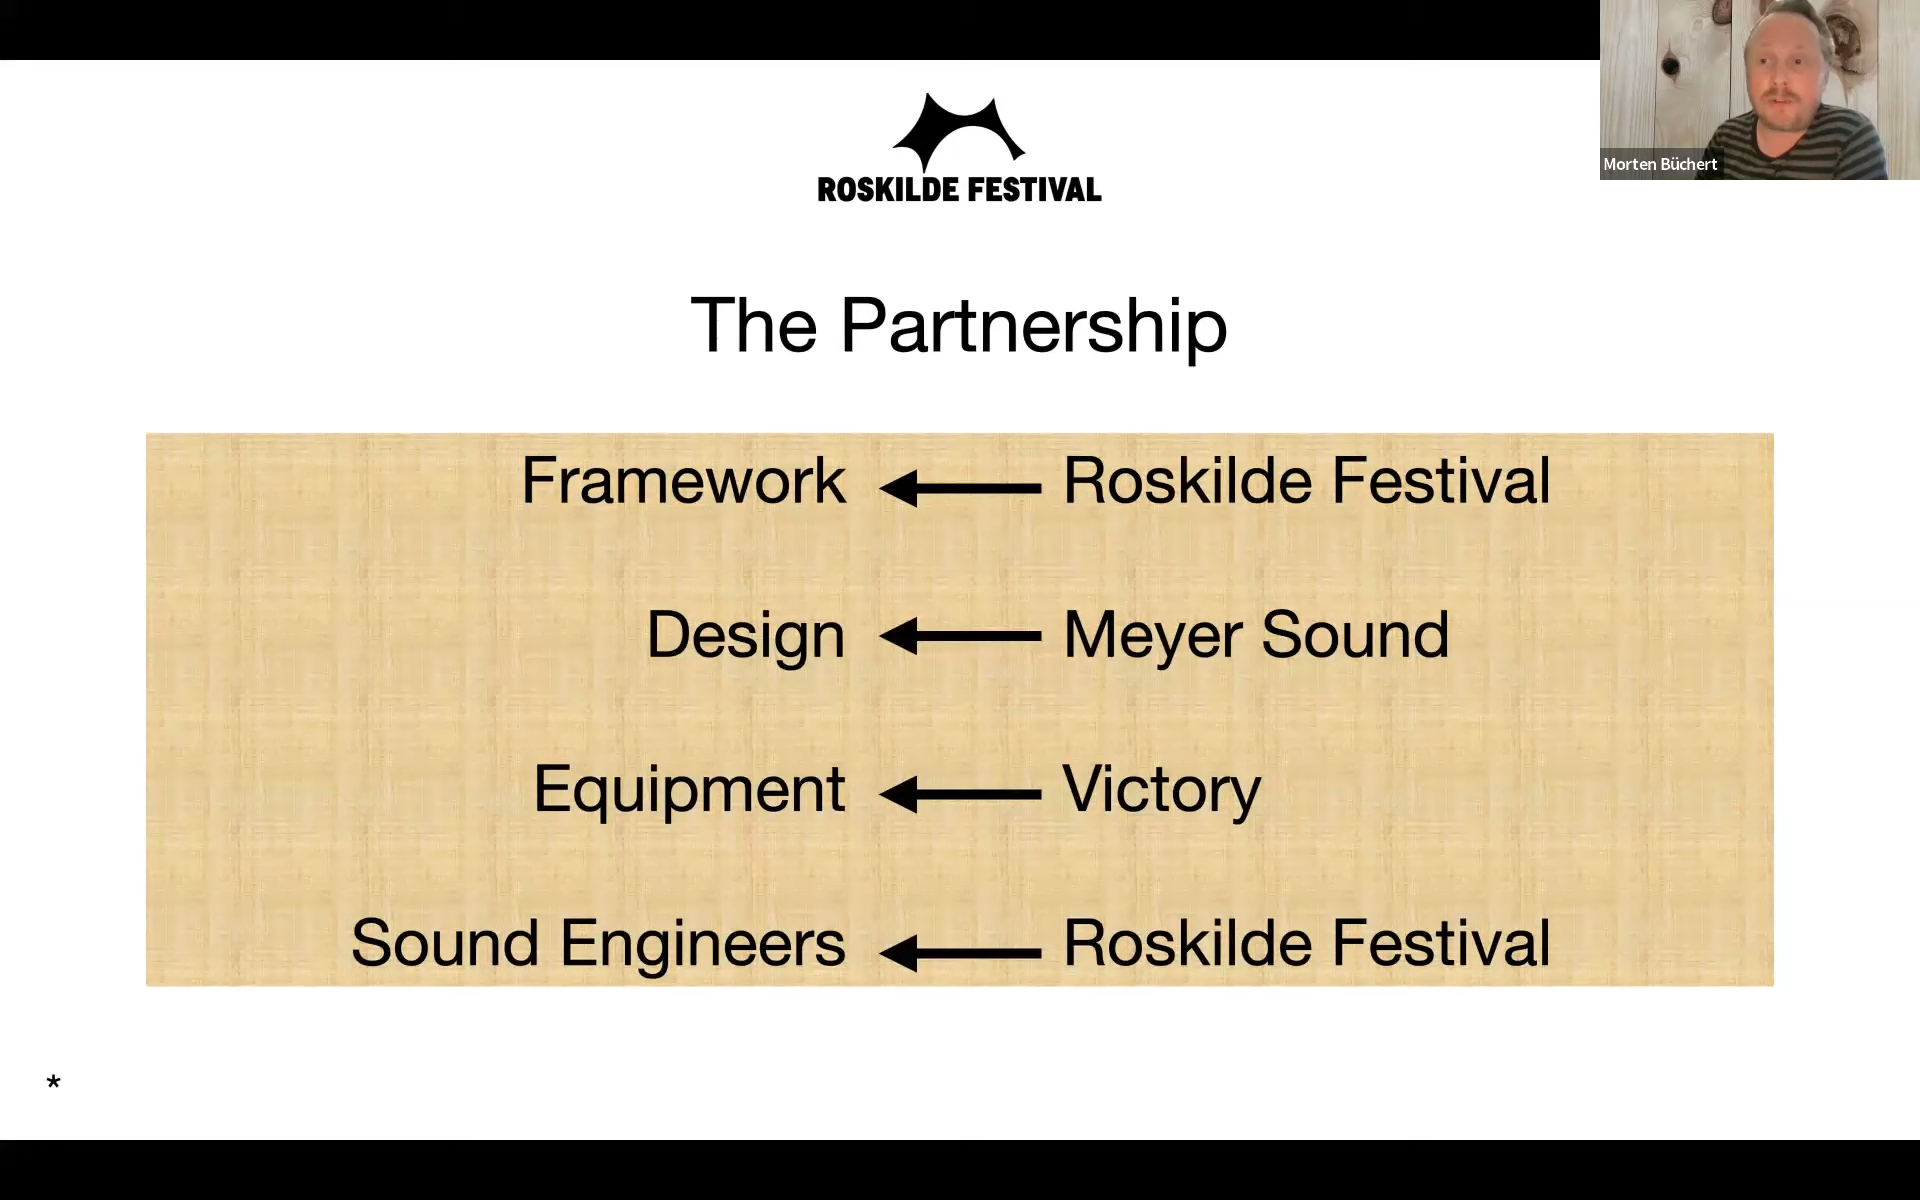 Morten Büchert
ROSKILDE FESTIVAL
The Partnership
Framework Roskilde Festival
Design Meyer Sound
Equipment Victory
Sound Engineers Roskilde Festival
*